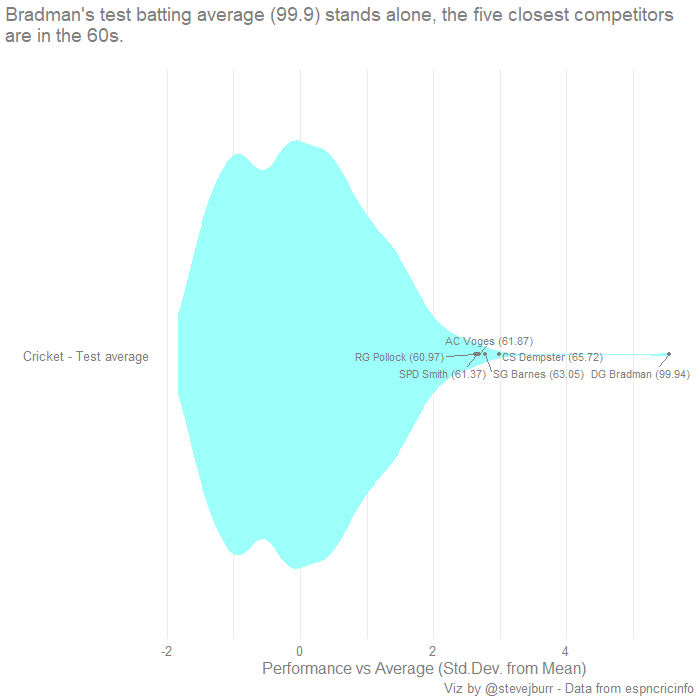 Bradman's test batting average (99.9) stands alone, the five closest competitors
are in the 60s.
AC Voges (61.87)
Cricket - Test average
RG Pollock (60.97)
CS Dempster (65.72)
SPD Smith (61.37)
SG Barnes (63.05)
DG Bradman (99.94)
-2
0
2
4
Performance vs Average (Std.Dev. from Mean)
Viz by @stevejburr - Data from espncricinfo